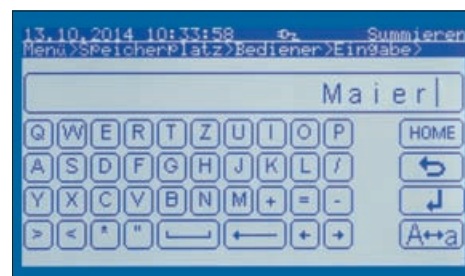 13.10.2014 10:33:58 Summieren
Menü>Speicherplatz>Bediener>Eingabe>
Maier
Q W E R T Z U I O P HOME
A S D F G H J K L /
Y X C V B N M + = -
> < * " A↔a